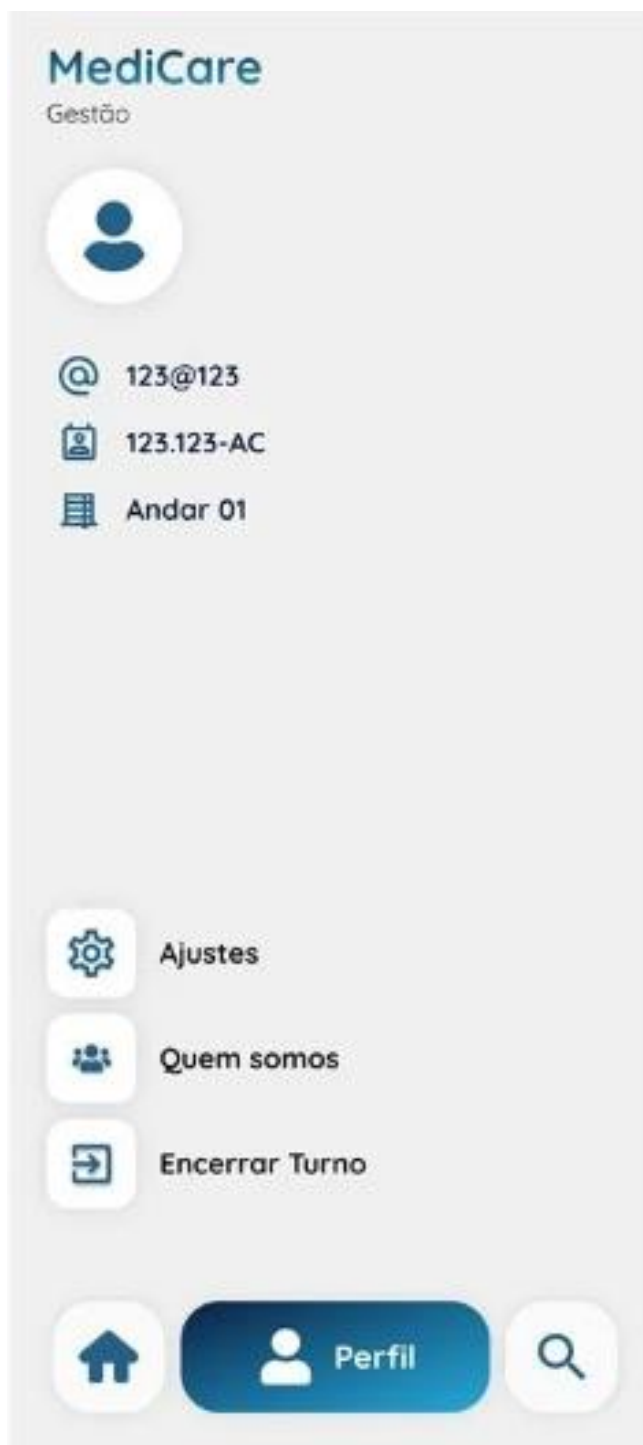 MediCare
Gestão
123@123
123.123-AC
Andar 01
Ajustes
Quem somos
Encerrar Turno
Perfil